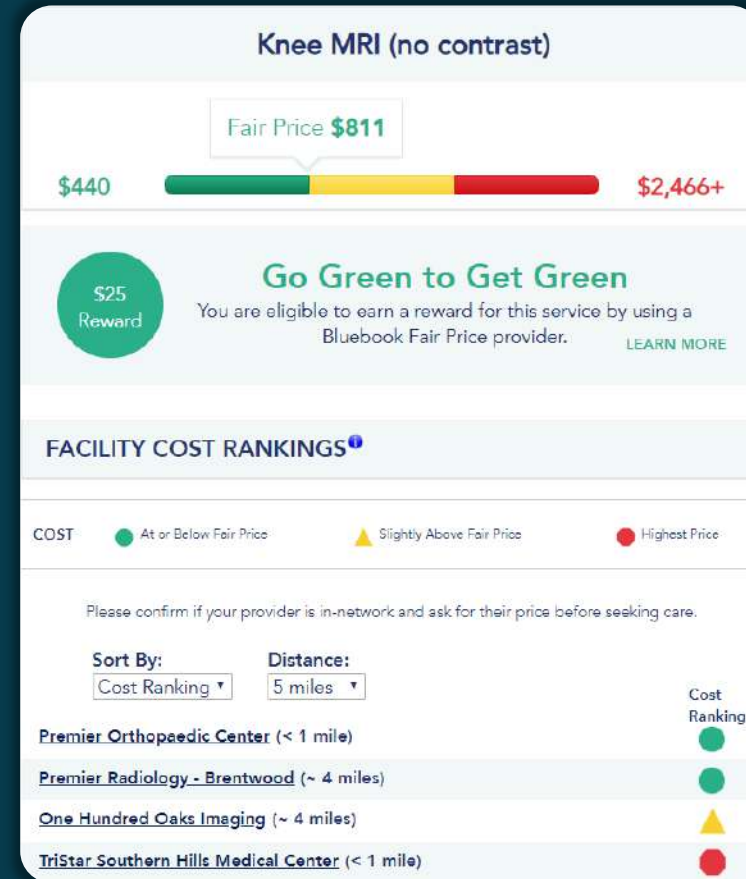 Knee MRI (no contrast)
Fair Price $811
$440
$2,466+
$25
Reward
Go Green to Get Green
You are eligible to earn a reward for this service by using a
Bluebook Fair Price provider.
LEARN MORE
FACILITY COST RANKINGS
COST
At or Below Fair Price
Slightly Above Fair Price
Highest Price
Please confirm if your provider is in-network and ask for their price before seeking care.
Sort By:
Distance:
Cost Ranking
5 miles
Cost
Ranking
Premier Orthopaedic Center (< 1 mile)
Premier Radiology - Brentwood (~ 4 miles)
One Hundred Oaks Imaging (~ 4 miles)
TriStar Southern Hills Medical Center (< 1 mile)